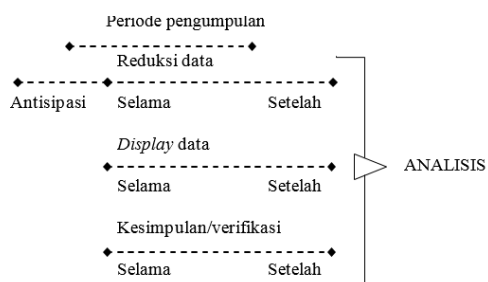 Periode pengumpulan
Reduksi data
Antisipasi Selama Setelah
Display data
Selama Setelah
ANALISIS
Kesimpulan/verifikasi
Selama Setelah